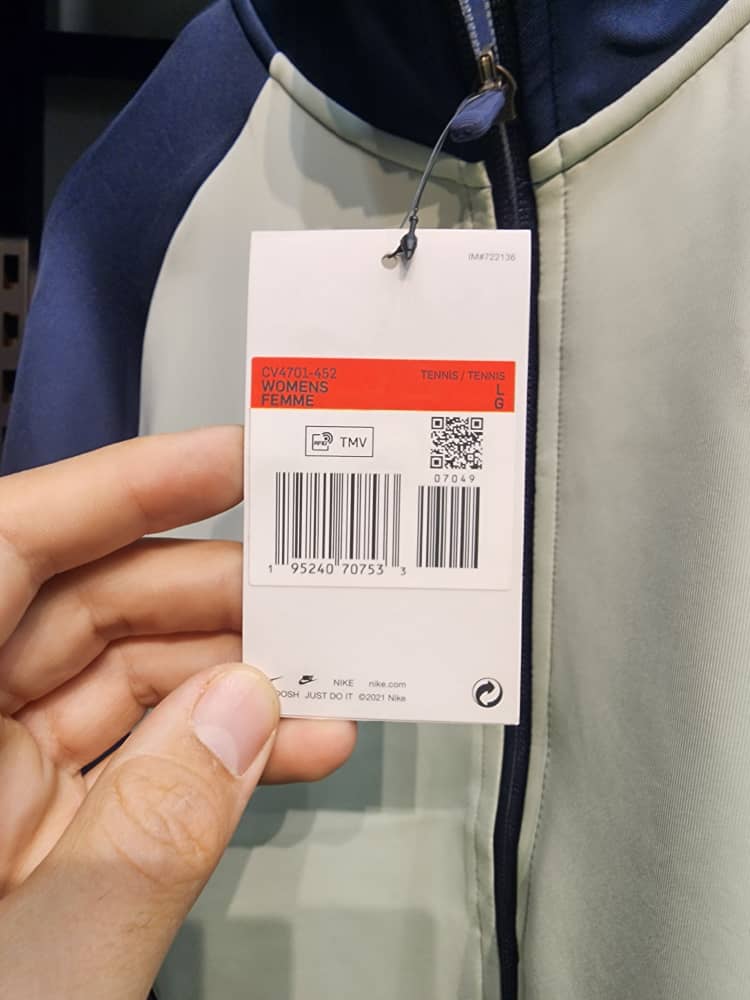 IM#722136
CV4701-452 TENNIS / TENNIS
WOMENS L
FEMME G
RFID TMV
07049
1 95240 70753 3
NIKE nike.com
JUST DO IT ©2021 Nike